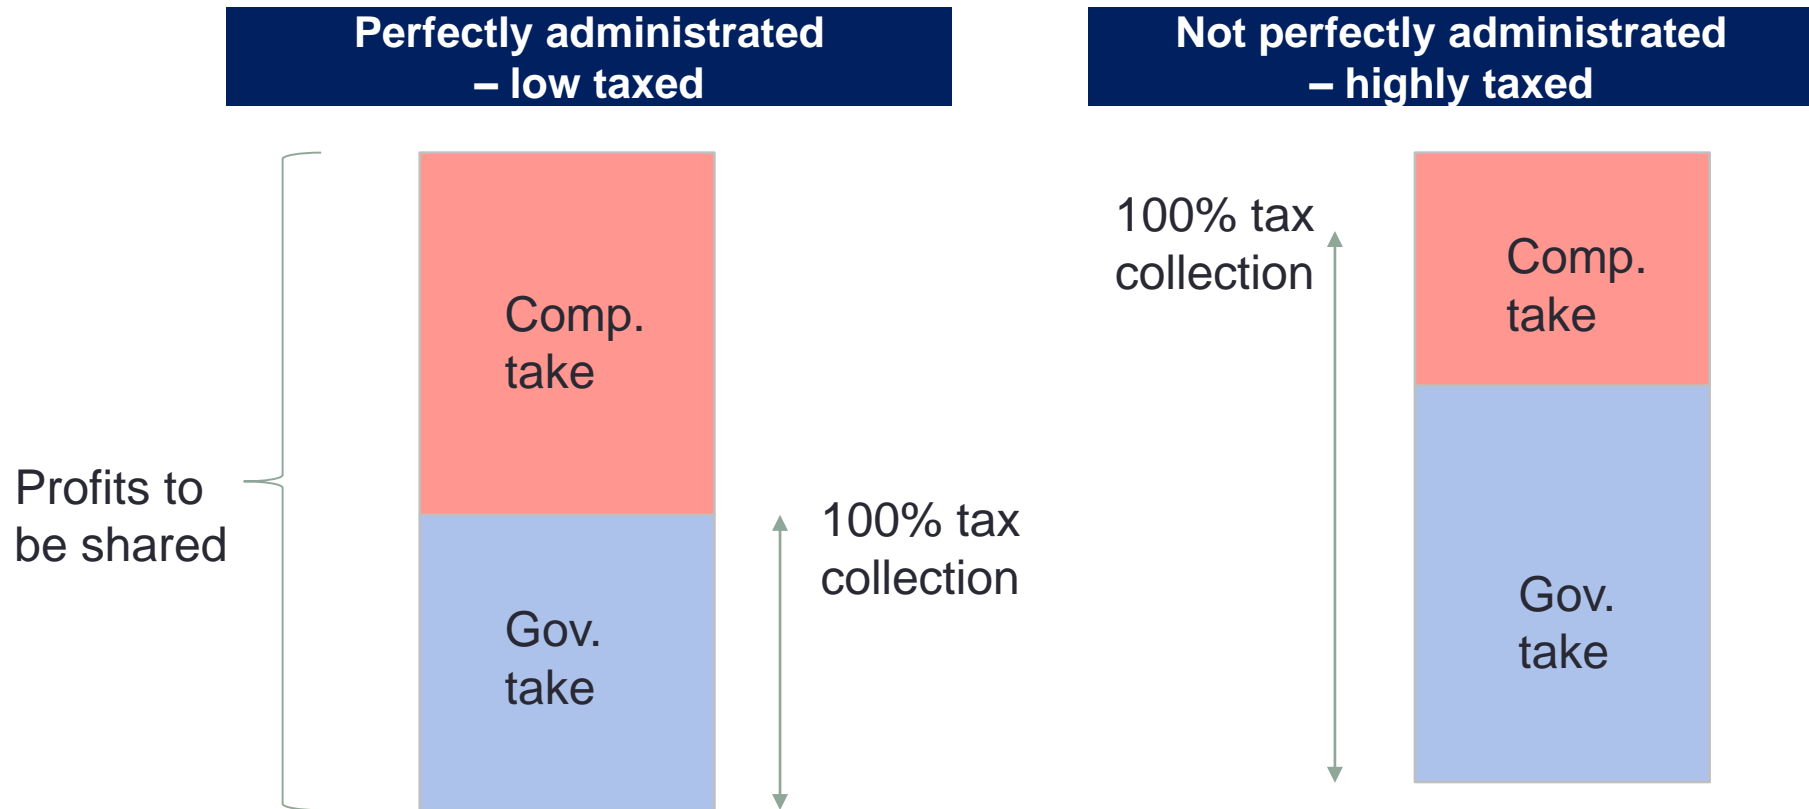 Perfectly administrated
– low taxed
Not perfectly administrated
– highly taxed
100% tax
collection
Comp.
take
Comp.
take
Profits to
be shared
100% tax
collection
Gov.
take
Gov.
take